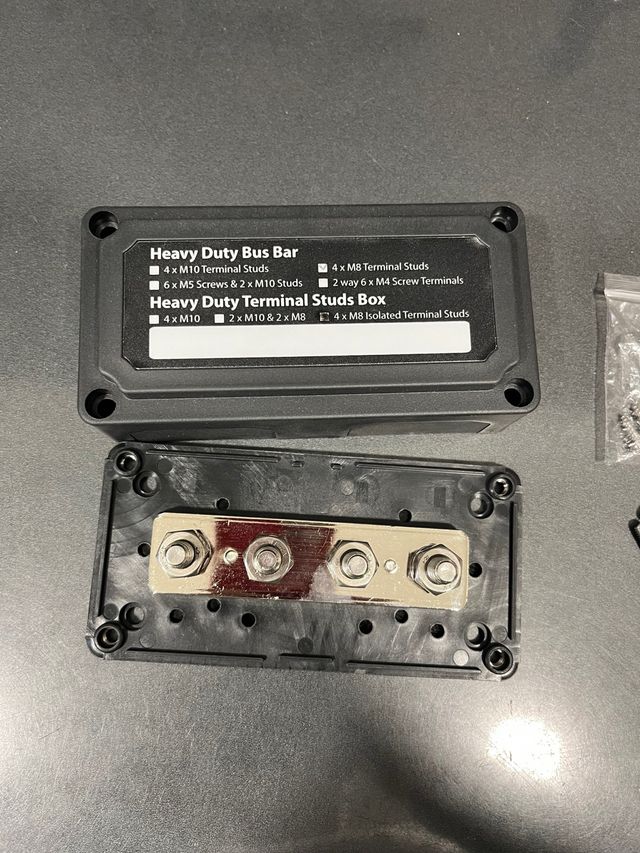 Heavy Duty Bus Bar
4 x M10 Terminal Studs 4 x M8 Terminal Studs
6 x M5 Screws & 2 x M10 Studs 2 way 6 x M4 Screw Terminals
Heavy Duty Terminal Studs Box
4 x M10 2 x M10 & 2 x M8 4 x M8 Isolated Terminal Studs